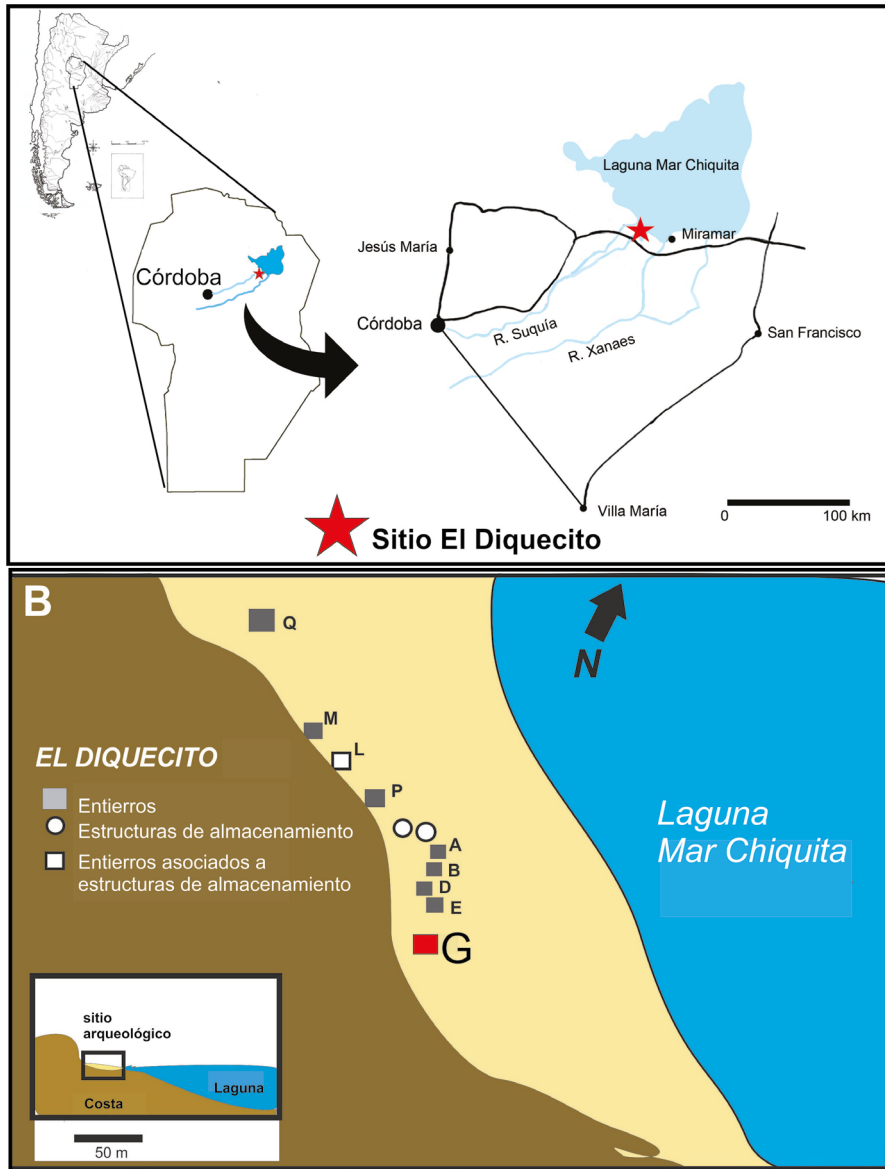 Laguna Mar Chiquita
Miramar
Jesús María
Córdoba
Córdoba
R. Suquía
San Francisco
R. Xanaes
Villa María
0 100 km
Sitio El Diquecito
B
N
Q
M
L
P
A
B
D
E
G
EL DIQUECITO
Entierros
Estructuras de almacenamiento
Entierros asociados a
estructuras de almacenamiento
Laguna
Mar Chiquita
sitio
arqueológico
Laguna
Costa
50 m